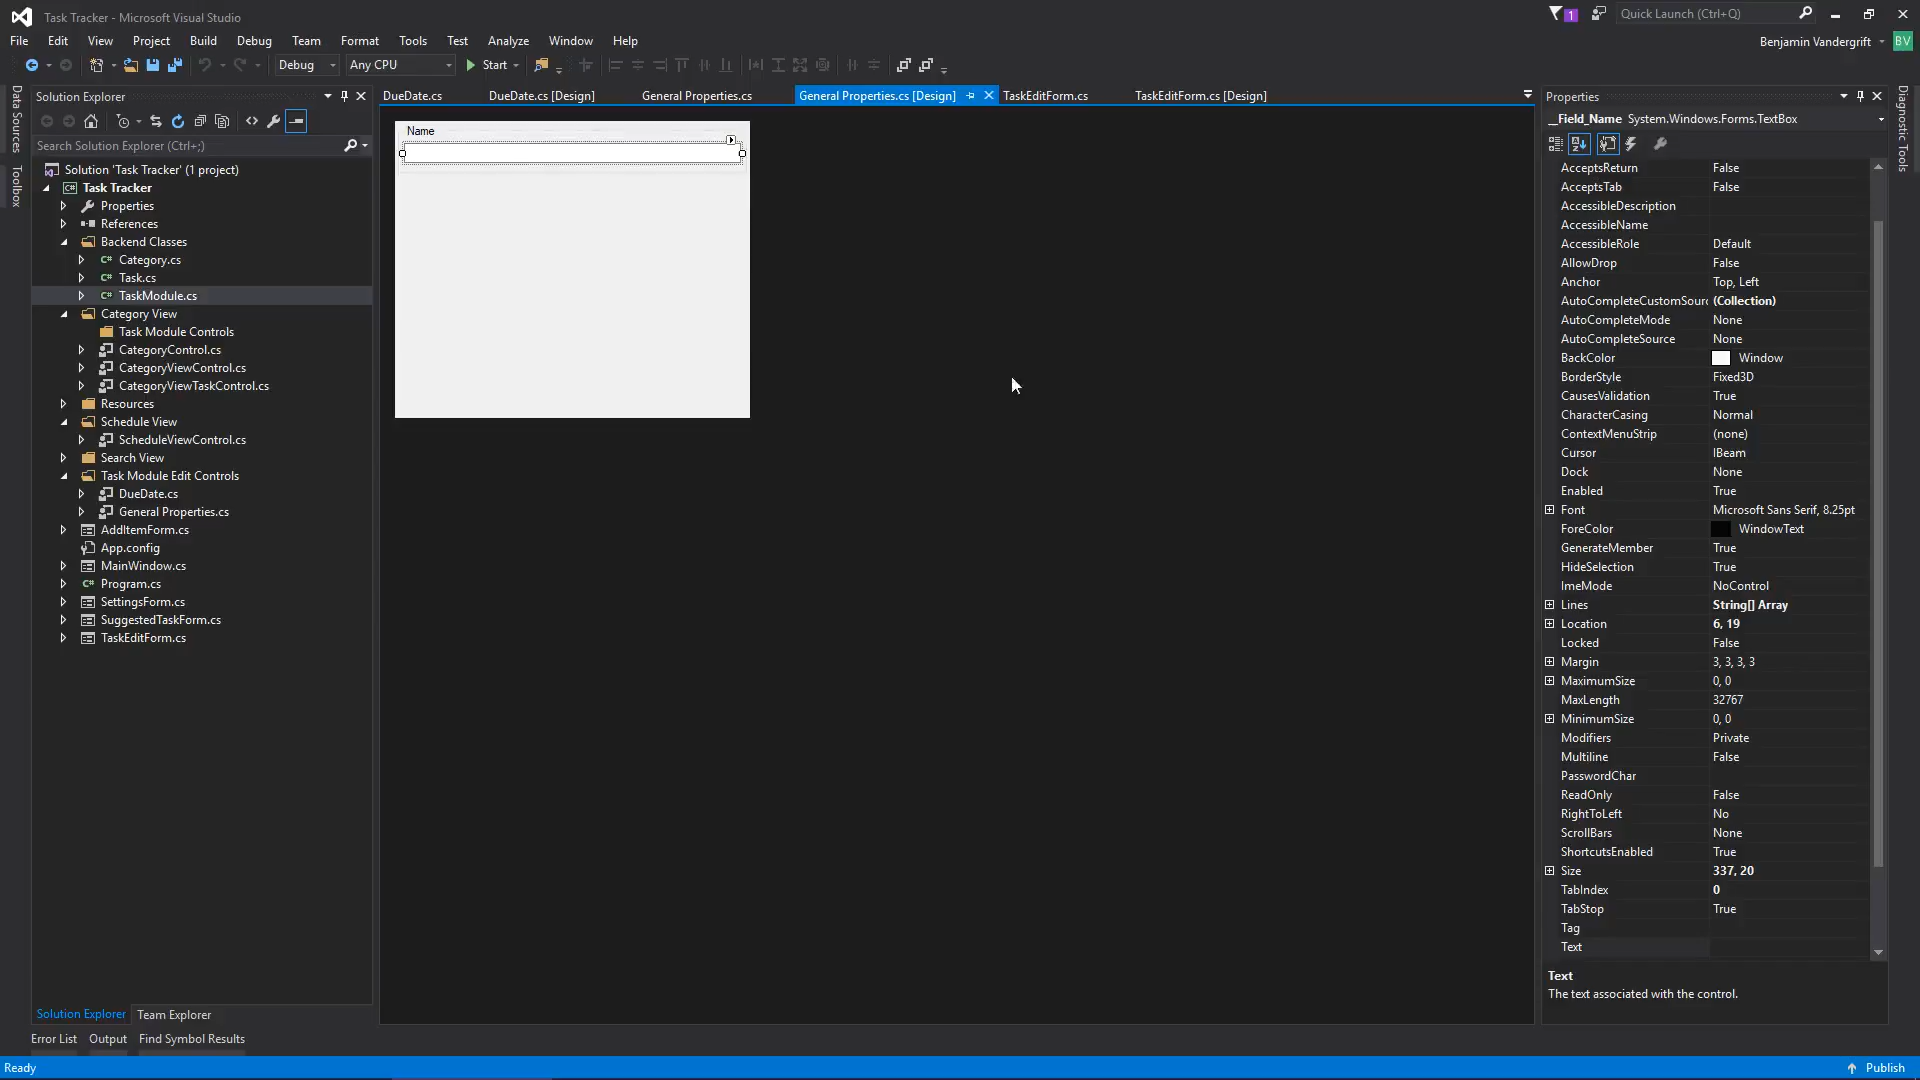 Task Tracker - Microsoft Visual Studio
1
Quick Launch (Ctrl+Q)
File Edit View Project Build Debug Team Format Tools Test Analyze Window Help
Benjamin Vandergrift
BV
Debug
Any CPU
Start
Data Sources
Toolbox
Solution Explorer
Search Solution Explorer (Ctrl+;)
Solution 'Task Tracker' (1 project)
Task Tracker
Properties
References
Backend Classes
C# Category.cs
C# Task.cs
C# TaskModule.cs
Category View
Task Module Controls
CategoryControl.cs
CategoryViewControl.cs
CategoryViewTaskControl.cs
Resources
Schedule View
ScheduleViewControl.cs
Search View
Task Module Edit Controls
DueDate.cs
General Properties.cs
AddItemForm.cs
App.config
MainWindow.cs
C# Program.cs
SettingsForm.cs
SuggestedTaskForm.cs
TaskEditForm.cs
Solution Explorer
Team Explorer
DueDate.cs
DueDate.cs [Design]
General Properties.cs
General Properties.cs [Design]
TaskEditForm.cs
TaskEditForm.cs [Design]
Name
Properties
__Field_Name System.Windows.Forms.TextBox
AcceptsReturn False
AcceptsTab False
AccessibleDescription
AccessibleName
AccessibleRole Default
AllowDrop False
Anchor Top, Left
AutoCompleteCustomSourc (Collection)
AutoCompleteMode None
AutoCompleteSource None
BackColor Window
BorderStyle Fixed3D
CausesValidation True
CharacterCasing Normal
ContextMenuStrip (none)
Cursor IBeam
Dock None
Enabled True
Font Microsoft Sans Serif, 8.25pt
ForeColor WindowText
GenerateMember True
HideSelection True
ImeMode NoControl
Lines String[] Array
Location 6, 19
Locked False
Margin 3, 3, 3, 3
MaximumSize 0, 0
MaxLength 32767
MinimumSize 0, 0
Modifiers Private
Multiline False
PasswordChar
ReadOnly False
RightToLeft No
ScrollBars None
ShortcutsEnabled True
Size 337, 20
TabIndex 0
TabStop True
Tag
Text
Text
The text associated with the control.
Diagnostic Tools
Error List
Output
Find Symbol Results
Ready
Publish